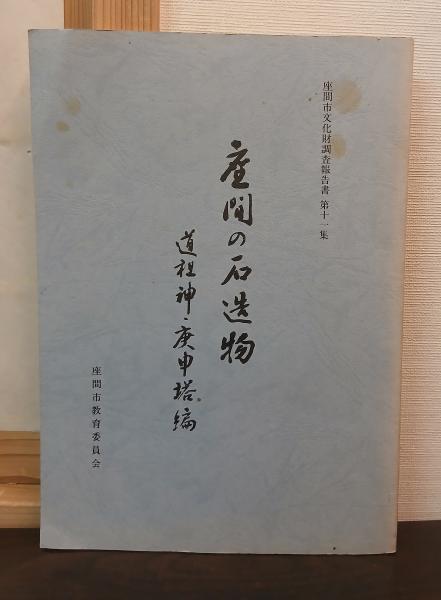 座間市文化財調査報告書 第十一集
座間の石造物
道祖神・庚申塔編
座間市教育委員会